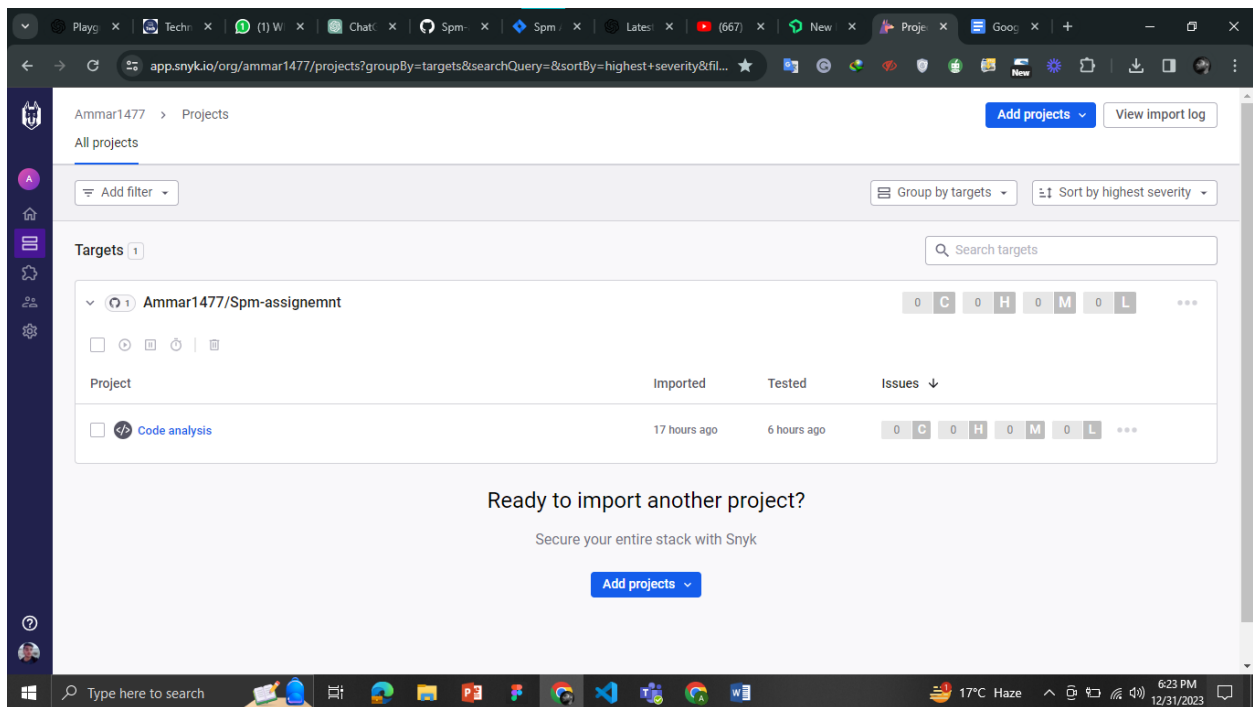 Playg
Techn
(1) W
ChatG
Spm-
Spm
Latest
(667)
New
Proje
Goog
app.snyk.io/org/ammar1477/projects?groupBy=targets&searchQuery=&sortBy=highest+severity&fil...
New
Ammar1477 > Projects
Add projects
View import log
All projects
A
Add filter
Group by targets
Sort by highest severity
Targets 1
Search targets
1 Ammar1477/Spm-assignemnt
0 C 0 H 0 M 0 L
Project Imported Tested Issues
Code analysis 17 hours ago 6 hours ago 0 C 0 H 0 M 0 L
Ready to import another project?
Secure your entire stack with Snyk
Add projects
Type here to search
17°C Haze
6:23 PM
12/31/2023